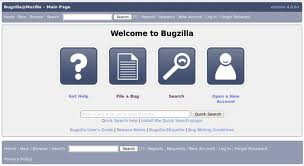 Bugzilla@Mozilla – Main Page
version 4.0.6+
Home | New | Browse | Search | Search [?] | Reports | Requests | New Account | Log In | Forgot Password
Welcome to Bugzilla
Get Help
File a Bug
Search
Open a New Account
Quick Search
Quick Search help | Install the Quick Search plugin
Bugzilla User's Guide | Release Notes | Bugzilla Etiquette | Bug Writing Guidelines
Home | New | Browse | Search | Search [?] | Reports | Requests | New Account | Log In | Forgot Password
Privacy Policy